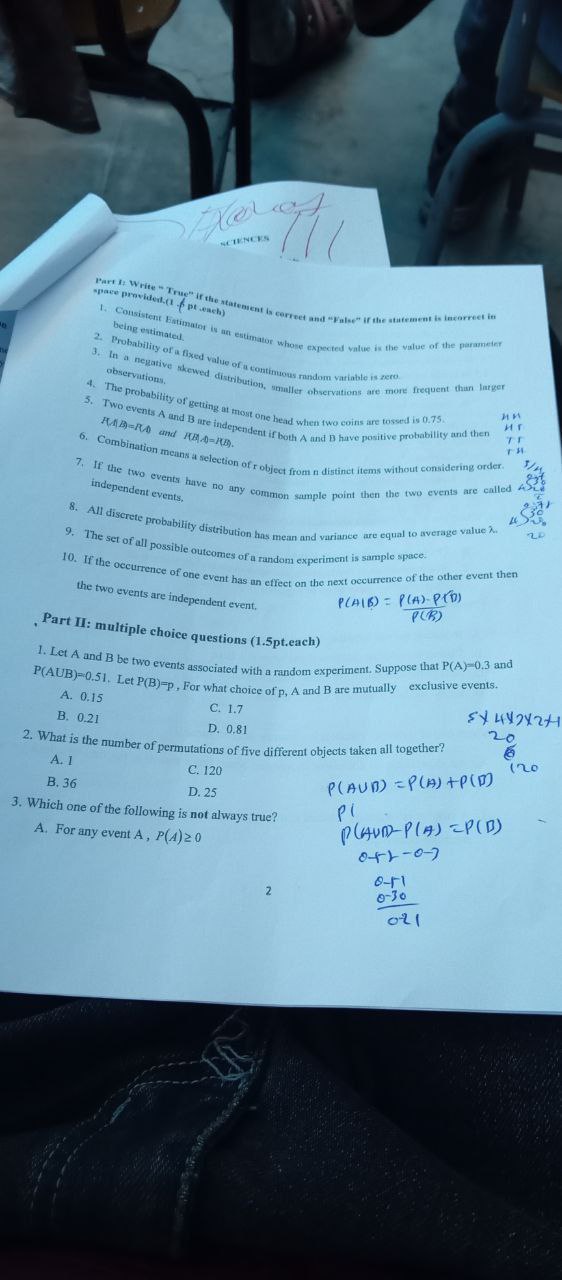 SCIENCES
Part I: Write " True" if the statement is correct and "False" if the statement is incorrect in
space provided.(1 pt .each)
1. Consistent Estimator is an estimator whose expected value is the value of the parameter
being estimated.
2. Probability of a fixed value of a continuous random variable is zero.
3. In a negative skewed distribution, smaller observations are more frequent than larger
observations.
4. The probability of getting at most one head when two coins are tossed is 0.75.
5. Two events A and B are independent if both A and B have positive probability and then
P(A|B)=P(A) and P(B|A)=P(B).
HH
HT
TT
TH
6. Combination means a selection of r object from n distinct items without considering order.
3/4
7. If the two events have no any common sample point then the two events are called
independent events.
8. All discrete probability distribution has mean and variance are equal to average value λ.
20
9. The set of all possible outcomes of a random experiment is sample space.
10. If the occurrence of one event has an effect on the next occurrence of the other event then
the two events are independent event.
P(A|B) = P(A)-P(B)
P(B)
Part II: multiple choice questions (1.5pt.each)
1. Let A and B be two events associated with a random experiment. Suppose that P(A)=0.3 and
P(AUB)=0.51. Let P(B)=p , For what choice of p, A and B are mutually exclusive events.
A. 0.15
C. 1.7
B. 0.21
D. 0.81
2. What is the number of permutations of five different objects taken all together?
5x4x3x2x1
20
6
120
A. 1
C. 120
B. 36
D. 25
P(AUB) = P(A) + P(B)
P(
P(AUB)-P(A) = P(B)
3. Which one of the following is not always true?
A. For any event A , P(A) ≥ 0
0-51
0-30
021
2